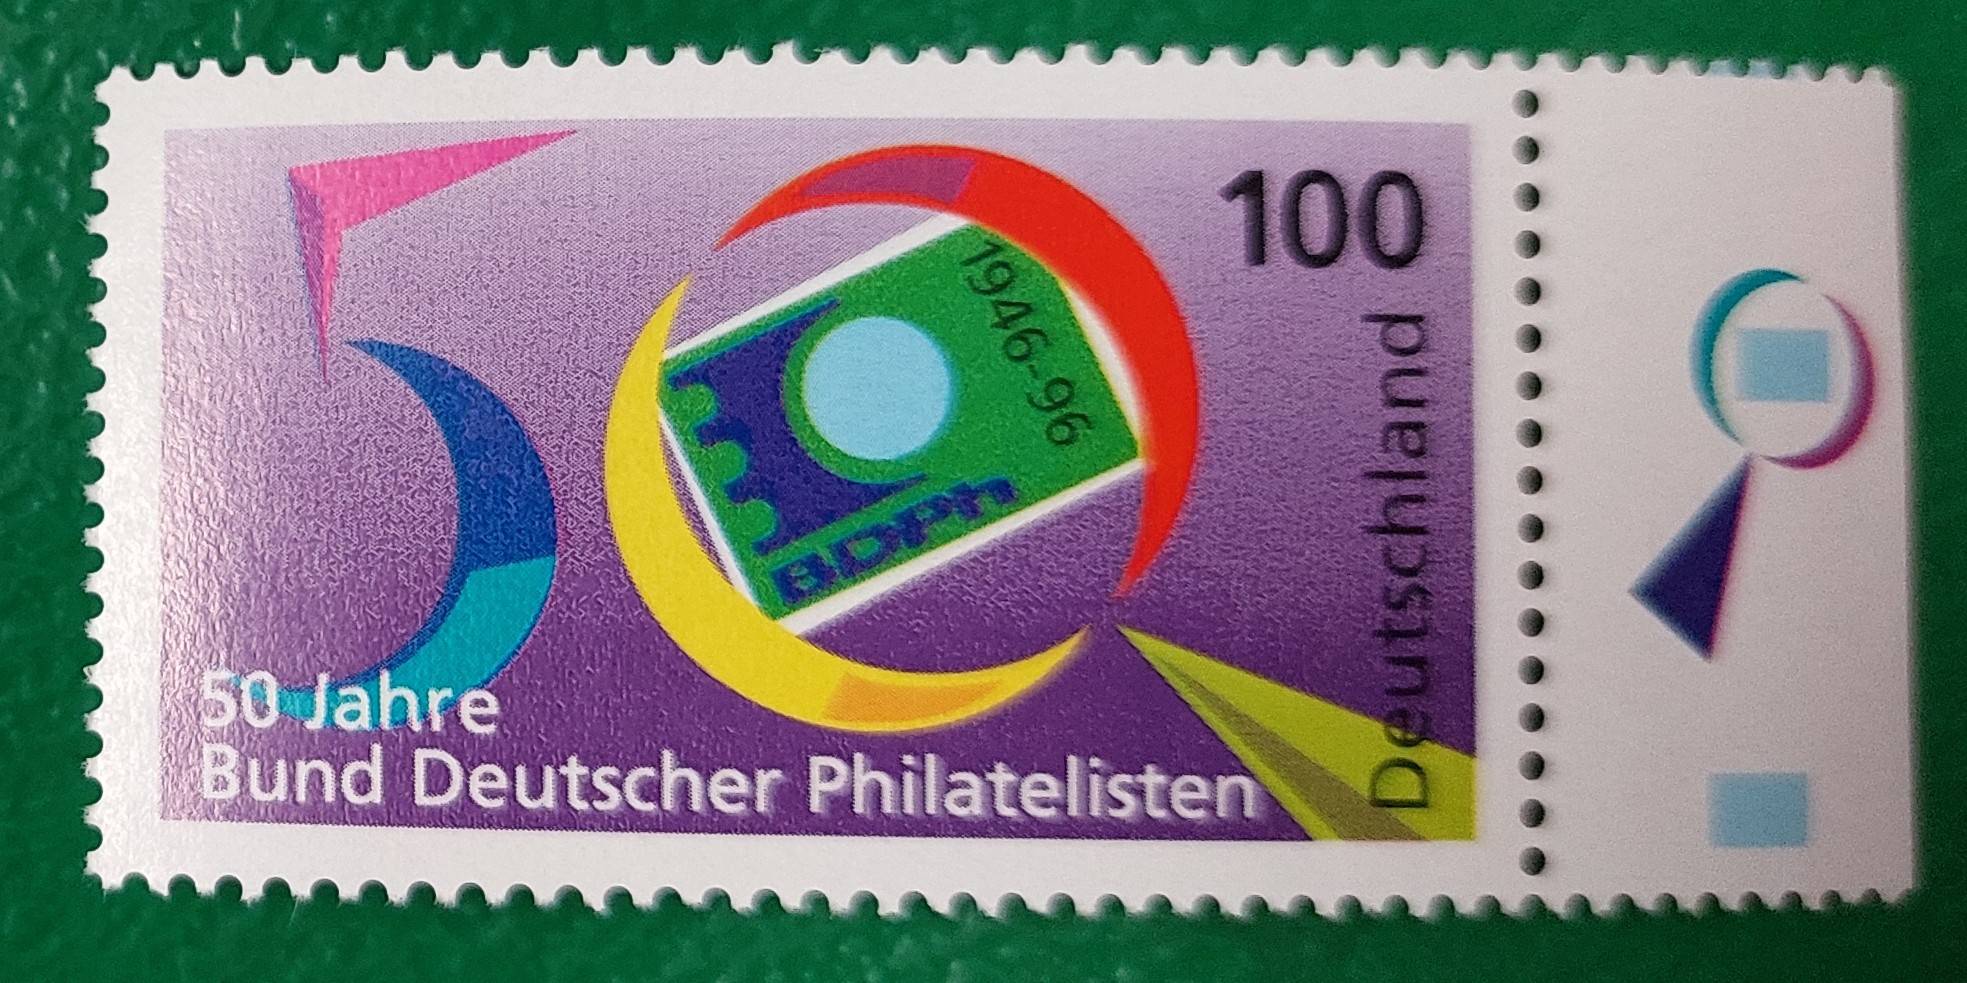 100
Deutschland
1946-96
BDPh
50 Jahre
Bund Deutscher Philatelisten